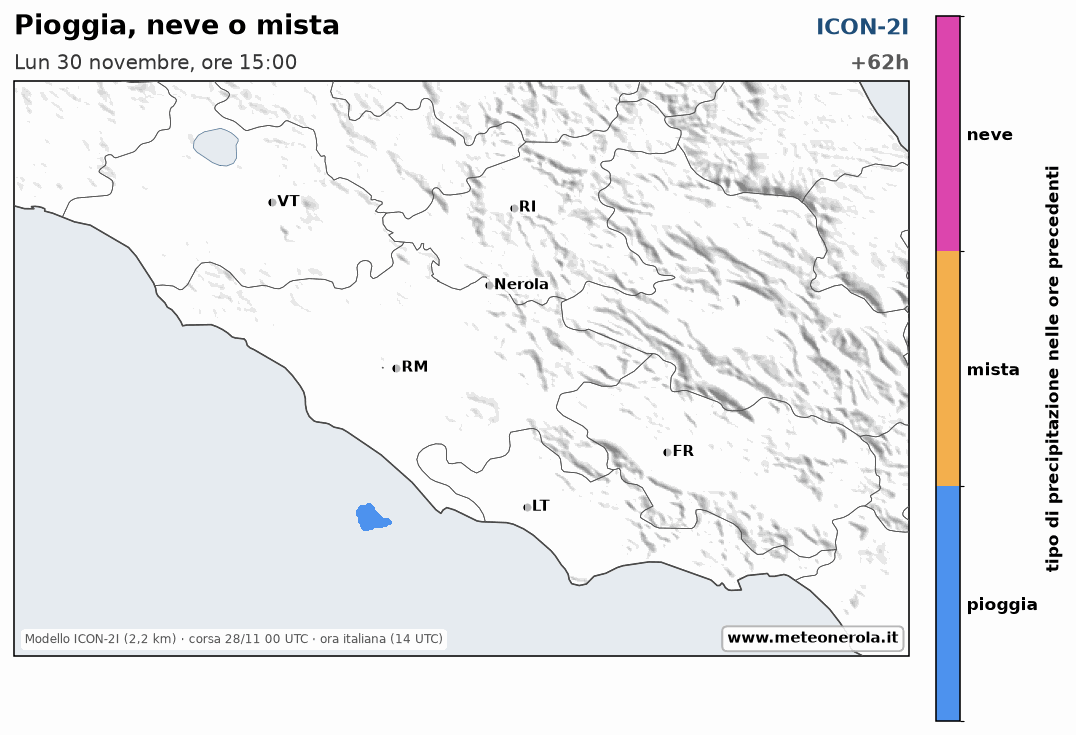 Pioggia, neve o mista
ICON-2I
Lun 30 novembre, ore 15:00
+62h
neve
mista
pioggia
tipo di precipitazione nelle ore precedenti
VT
RI
Nerola
RM
FR
LT
Modello ICON-2I (2,2 km) · corsa 28/11 00 UTC · ora italiana (14 UTC)
www.meteonerola.it